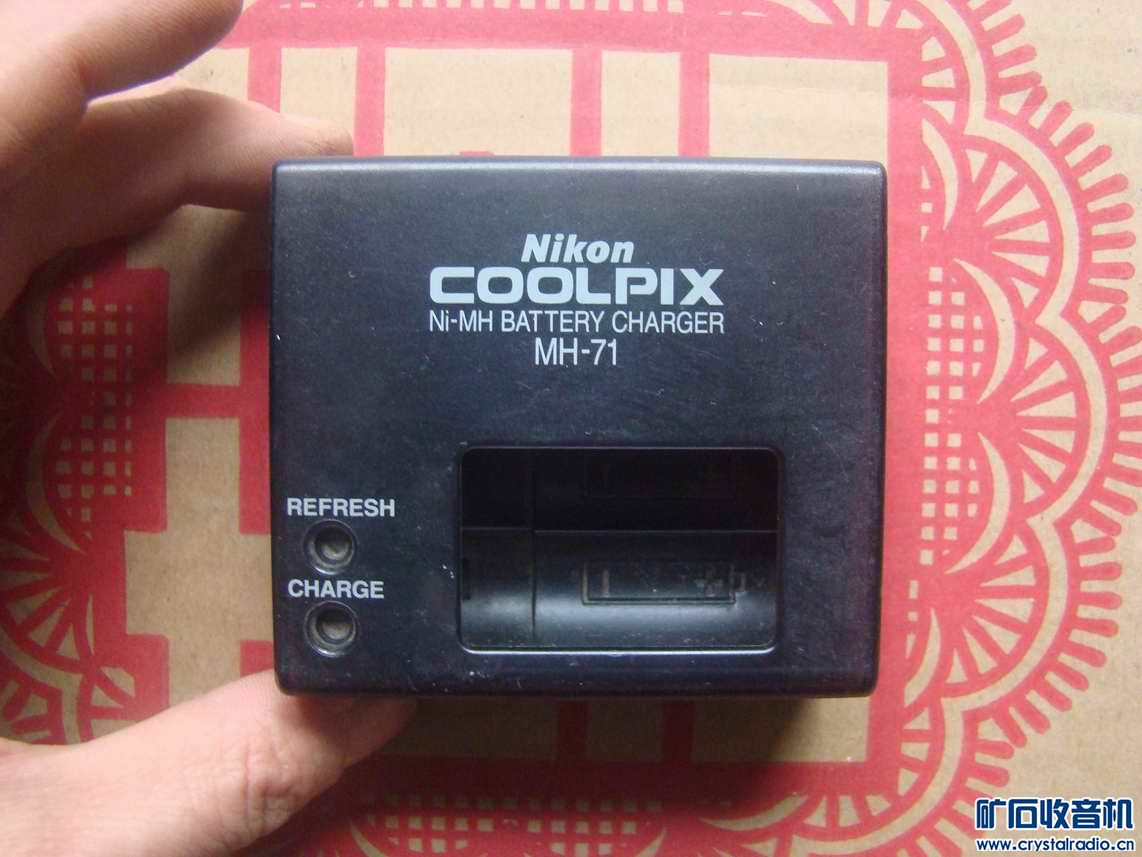 Nikon
COOLPIX
Ni-MH BATTERY CHARGER
MH-71
REFRESH
CHARGE
矿石收音机
www.crystalradio.cn